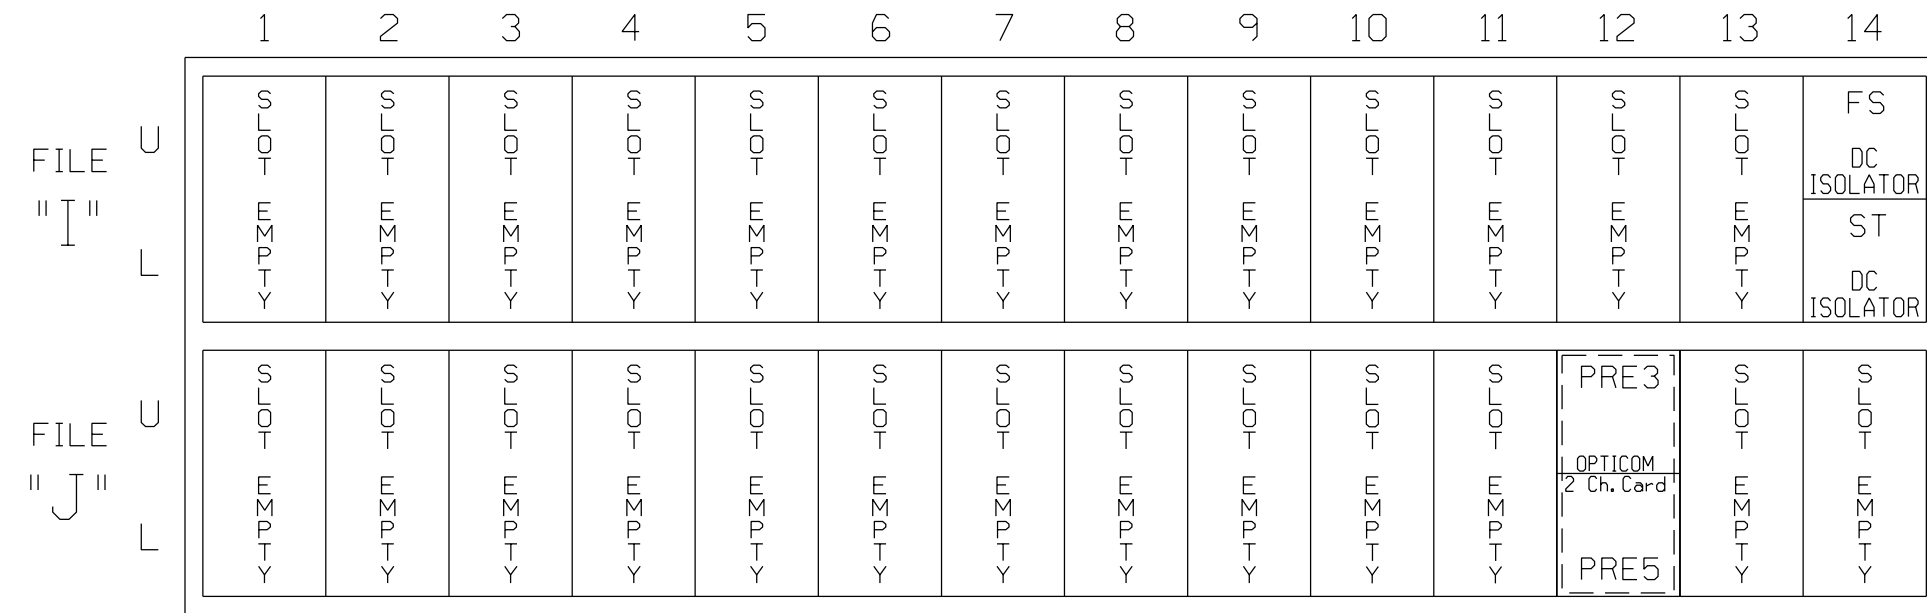 1 2 3 4 5 6 7 8 9 10 11 12 13 14
FILE
"I"
U
L
SLOT EMPTY
SLOT EMPTY
SLOT EMPTY
SLOT EMPTY
SLOT EMPTY
SLOT EMPTY
SLOT EMPTY
SLOT EMPTY
SLOT EMPTY
SLOT EMPTY
SLOT EMPTY
SLOT EMPTY
SLOT EMPTY
FS
DC
ISOLATOR
ST
DC
ISOLATOR
FILE
"J"
U
L
SLOT EMPTY
SLOT EMPTY
SLOT EMPTY
SLOT EMPTY
SLOT EMPTY
SLOT EMPTY
SLOT EMPTY
SLOT EMPTY
SLOT EMPTY
SLOT EMPTY
SLOT EMPTY
PRE3
OPTICOM
2 Ch. Card
PRE5
SLOT EMPTY
SLOT EMPTY